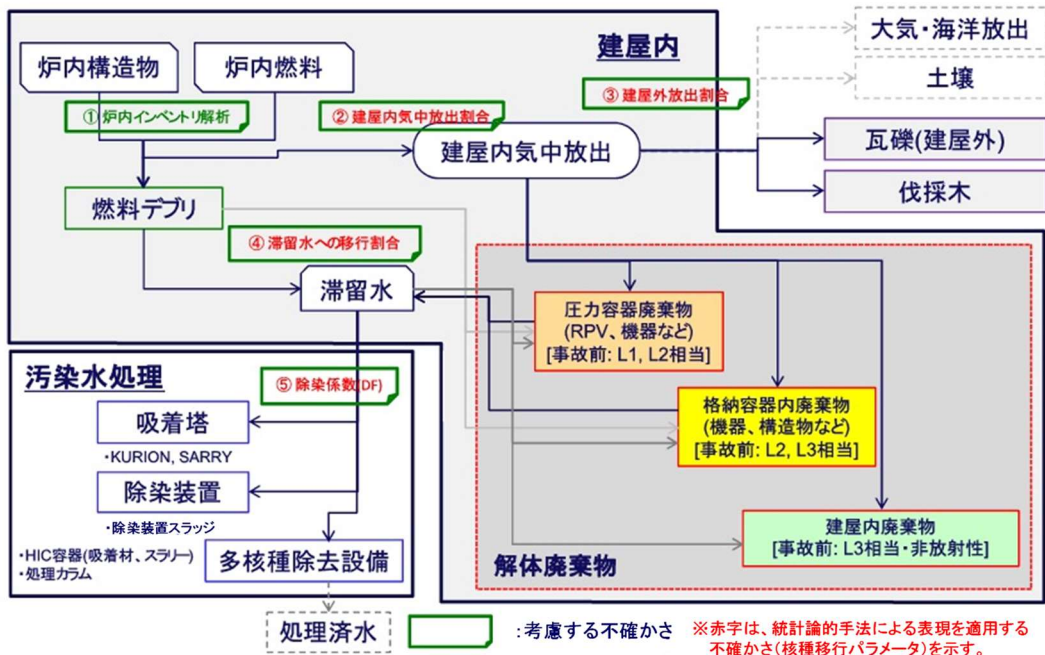 建屋内
大気・海洋放出
土壌
炉内構造物
炉内燃料
① 炉内インベントリ解析
② 建屋内気中放出割合
③ 建屋外放出割合
建屋内気中放出
瓦礫(建屋外)
伐採木
燃料デブリ
④ 滞留水への移行割合
滞留水
圧力容器廃棄物
(RPV、機器など)
[事故前: L1, L2相当]
汚染水処理
⑤ 除染係数(DF)
吸着塔
・KURION, SARRY
格納容器内廃棄物
(機器、構造物など)
[事故前: L2, L3相当]
除染装置
・除染装置スラッジ
建屋内廃棄物
[事故前: L3相当・非放射性]
・HIC容器(吸着材、スラリー)
・処理カラム
多核種除去設備
解体廃棄物
処理済水
:考慮する不確かさ
※赤字は、統計論的手法による表現を適用する
不確かさ(核種移行パラメータ)を示す。